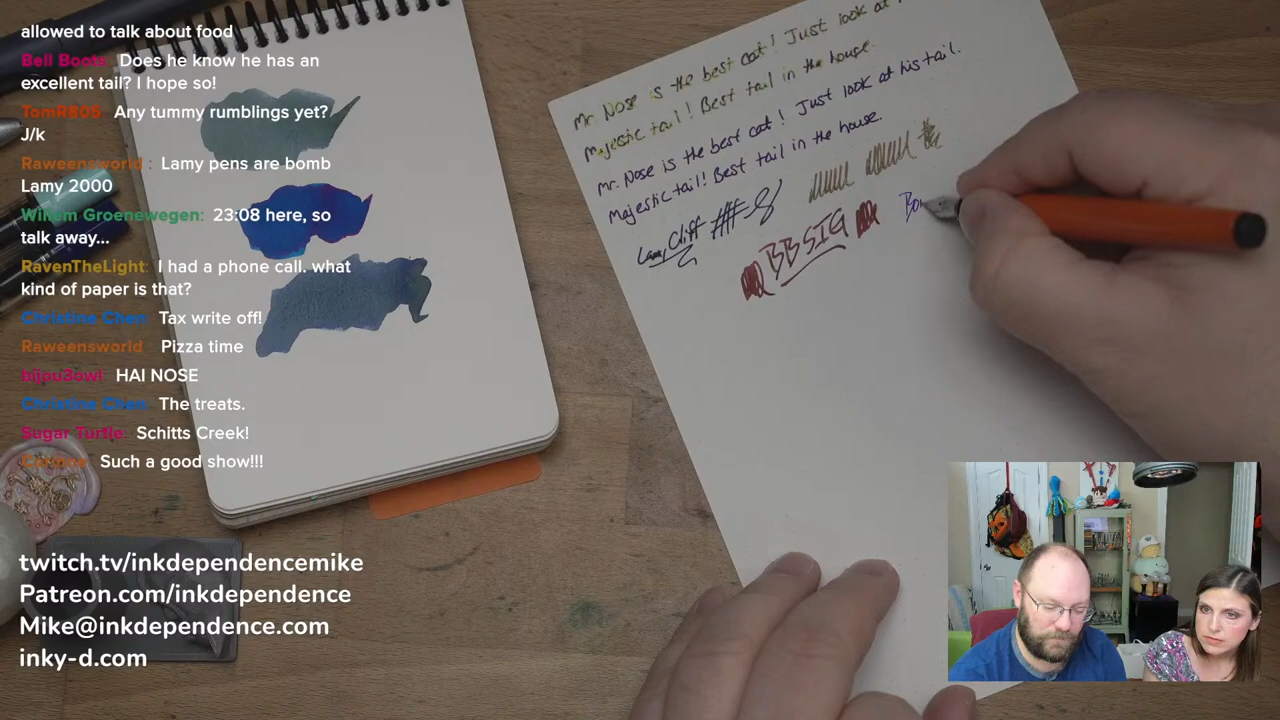 allowed to talk about food
Bell Boots: Does he know he has an
excellent tail? I hope so!
TomR805 Any tummy rumblings yet?
J/k
Raweensworld : Lamy pens are bomb
Lamy 2000
Willem Groenewegen: 23:08 here, so
talk away...
RavenTheLight: I had a phone call. what
kind of paper is that?
Christine Chen: Tax write off!
Raweensworld Pizza time
bijou3owl: HAI NOSE
Christine Chen: The treats.
Sugar Turtle: Schitts Creek!
Such a good show!!!
twitch.tv/inkdependencemike
Patreon.com/inkdependence
Mike@inkdependence.com
inky-d.com
Mr. Nose is the best cat! Just look at
Majestic tail! Best tail in the house.
Mr. Nose is the best cat! Just look at his tail.
Majestic tail! Best tail in the house.
Lamy Cliff
BBSIG